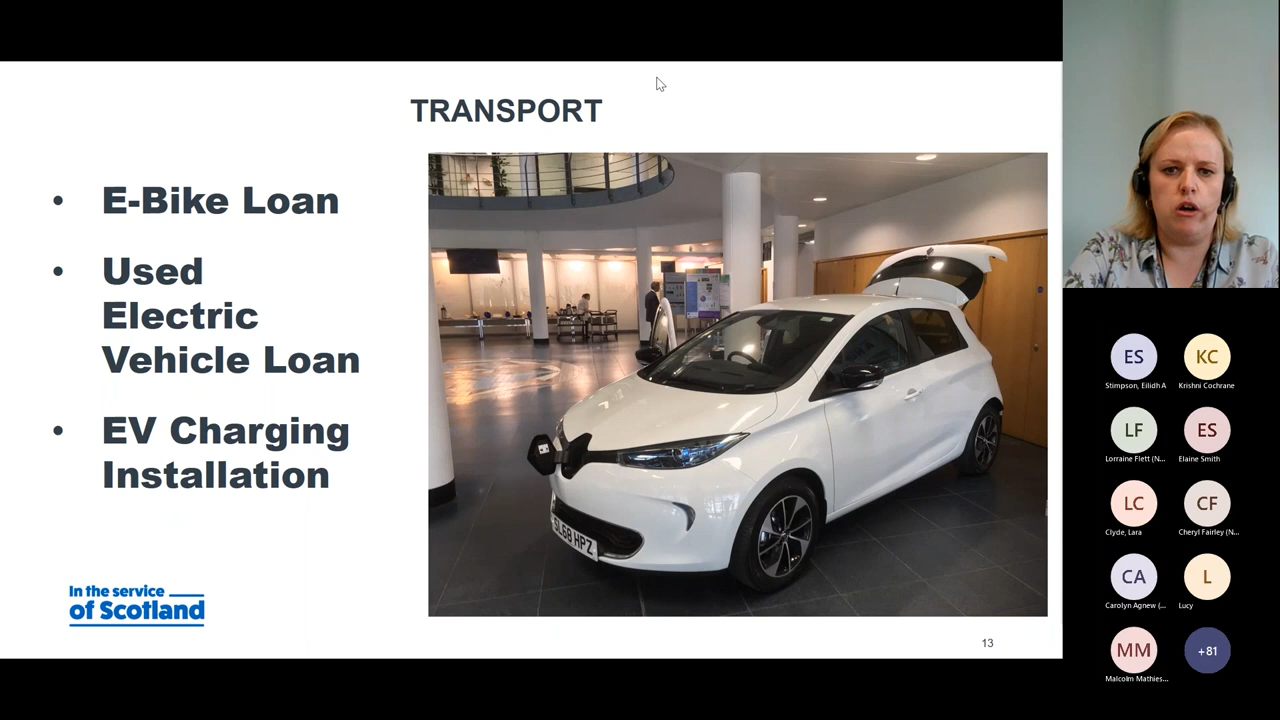 TRANSPORT
• E-Bike Loan
• Used
Electric
Vehicle Loan
• EV Charging
Installation
SL68 HPZ
In the service
of Scotland
13
ES
Stimpson, Eilidh A
KC
Krishni Cochrane
LF
Lorraine Flett (N...
ES
Elaine Smith
LC
Clyde, Lara
CF
Cheryl Fairley (N...
CA
Carolyn Agnew (...
L
Lucy
MM
Malcolm Mathies...
+81